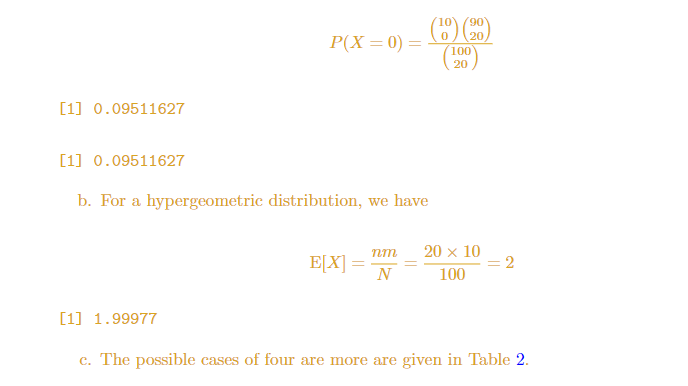 P(X = 0) = \frac{\binom{10}{0}\binom{90}{20}}{\binom{100}{20}}
[1] 0.09511627
[1] 0.09511627
b. For a hypergeometric distribution, we have
E[X] = \frac{nm}{N} = \frac{20 × 10}{100} = 2
[1] 1.99977
c. The possible cases of four are more are given in Table 2.